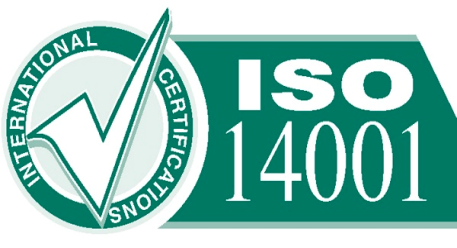 INTERNATIONAL CERTIFICATIONS
ISO
14001